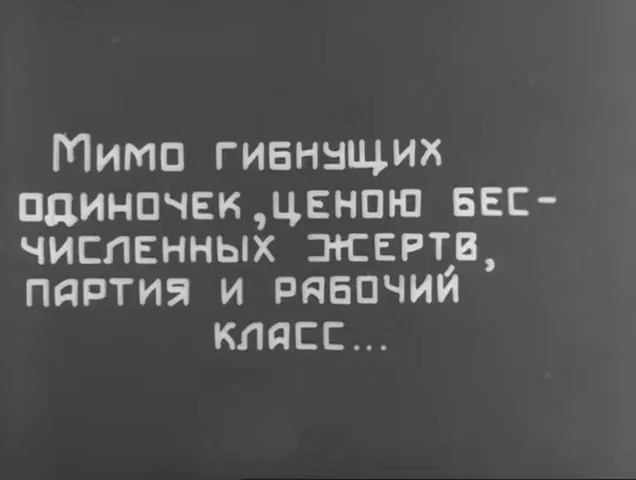 Мимо гибнущих
одиночек, ценою бес-
численных жертв,
партия и рабочий
класс...